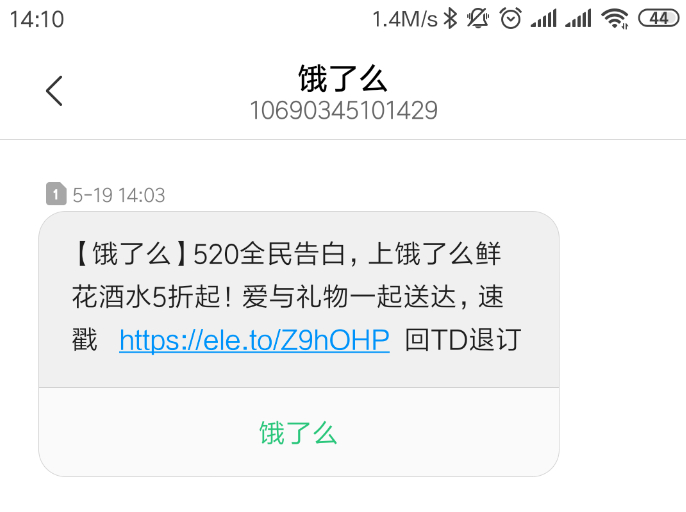 14:10 1.4M/s 44
饿了么
10690345101429
1 5-19 14:03
【饿了么】520全民告白，上饿了么鲜
花酒水5折起！爱与礼物一起送达，速
戳 https://ele.to/Z9hOHP 回TD退订
饿了么